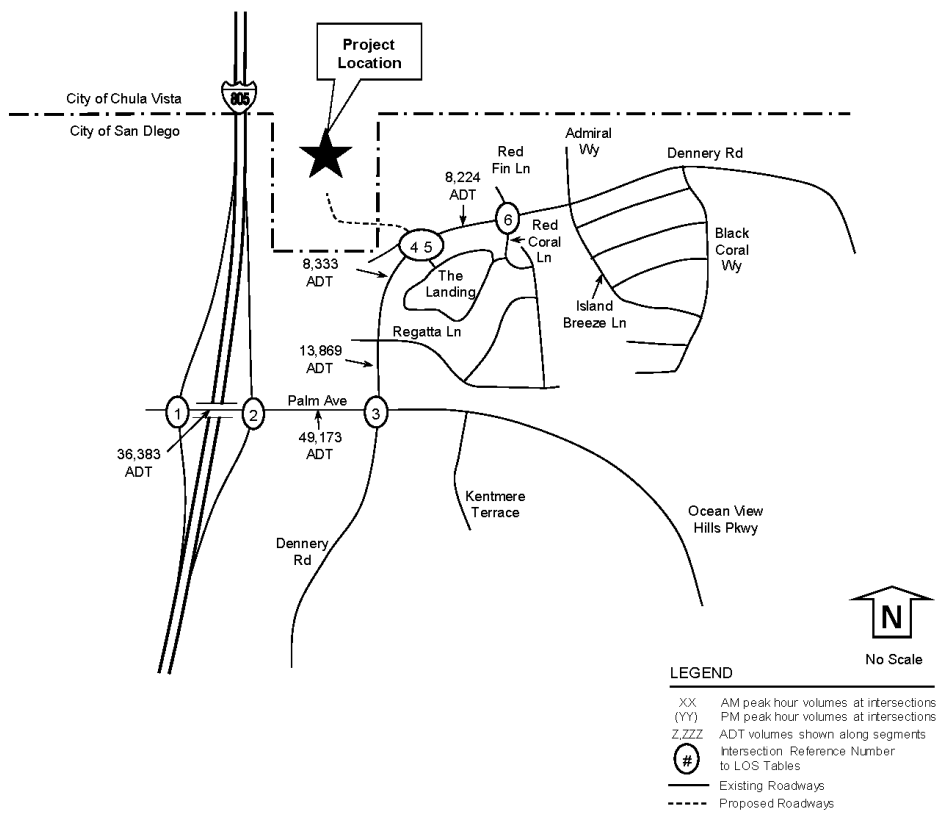 Project
Location
City of Chula Vista
805
City of San Diego
Admiral
Wy
Red
Fin Ln
Dennery Rd
8,224
ADT
6
Red
Coral
Ln
4 5
Black
Coral
Wy
8,333
ADT
The
Landing
Island
Breeze Ln
Regatta Ln
13,869
ADT
Palm Ave
1
2
3
49,173
ADT
36,383
ADT
Kentmere
Terrace
Ocean View
Hills Pkwy
Dennery
Rd
N
No Scale
LEGEND
XX AM peak hour volumes at intersections
(YY) PM peak hour volumes at intersections
Z,ZZZ ADT volumes shown along segments
# Intersection Reference Number
to LOS Tables
Existing Roadways
Proposed Roadways